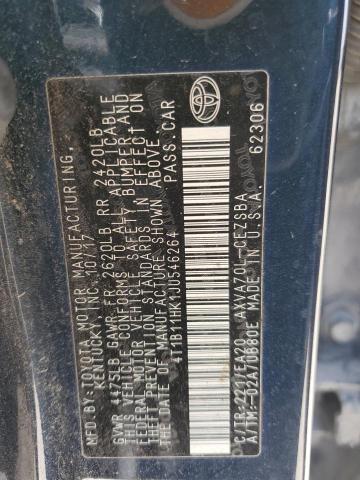 MFD.BY:TOYOTA MOTOR MANUFACTURING,
KENTUCKY, INC. 10/17
GVWR 4475LB GAWR FR 2620LB RR 2420LB
THIS VEHICLE CONFORMS TO ALL APPLICABLE
FEDERAL MOTOR VEHICLE SAFETY, BUMPER, AND
THEFT PREVENTION STANDARDS IN EFFECT ON
THE DATE OF MANUFACTURE SHOWN ABOVE.
4T1B11HK1JU546264 PASS. CAR
C/TR:222/EA20 AXVA70L-CEZSBA
A/TM:-02A/UB80E MADE IN U.S.A.
62306
TOYOTA